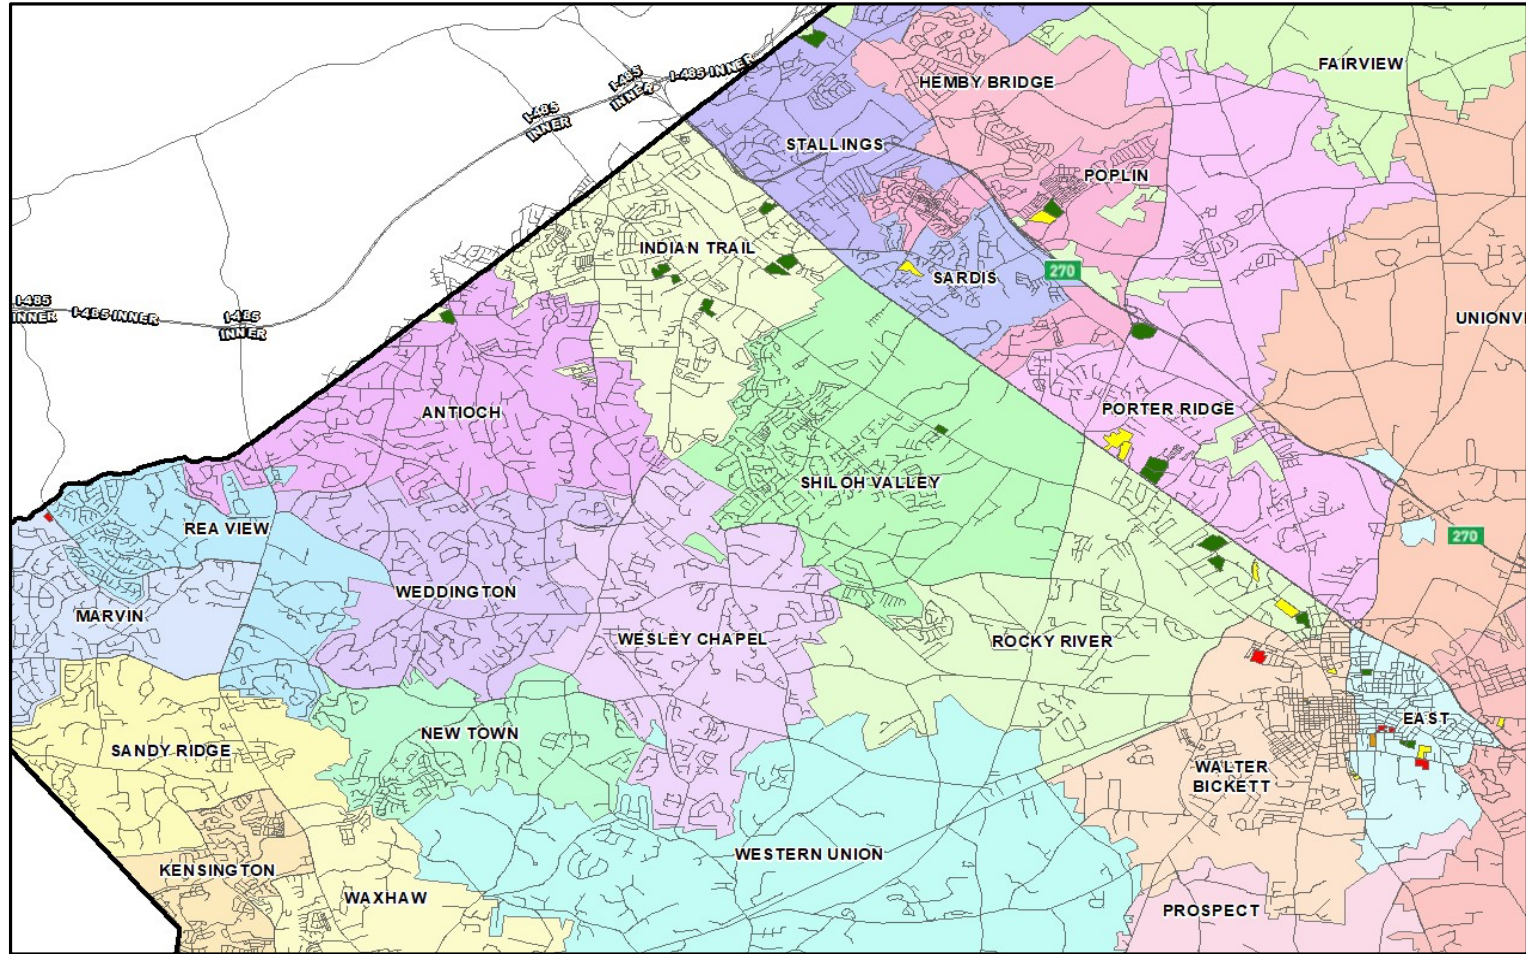 FAIRVIEW
I-485 INNER
I-485
INNER
HEMBY BRIDGE
I-485
INNER
STALLINGS
POPLIN
INDIAN TRAIL
SARDIS
270
I-485
INNER
I-485 INNER
I-485
INNER
UNIONVI
ANTIOCH
PORTER RIDGE
SHILOH VALLEY
REA VIEW
270
WEDDINGTON
MARVIN
WESLEY CHAPEL
ROCKY RIVER
EAST
NEW TOWN
SANDY RIDGE
WALTER
BICKETT
WESTERN UNION
KENSINGTON
WAXHAW
PROSPECT